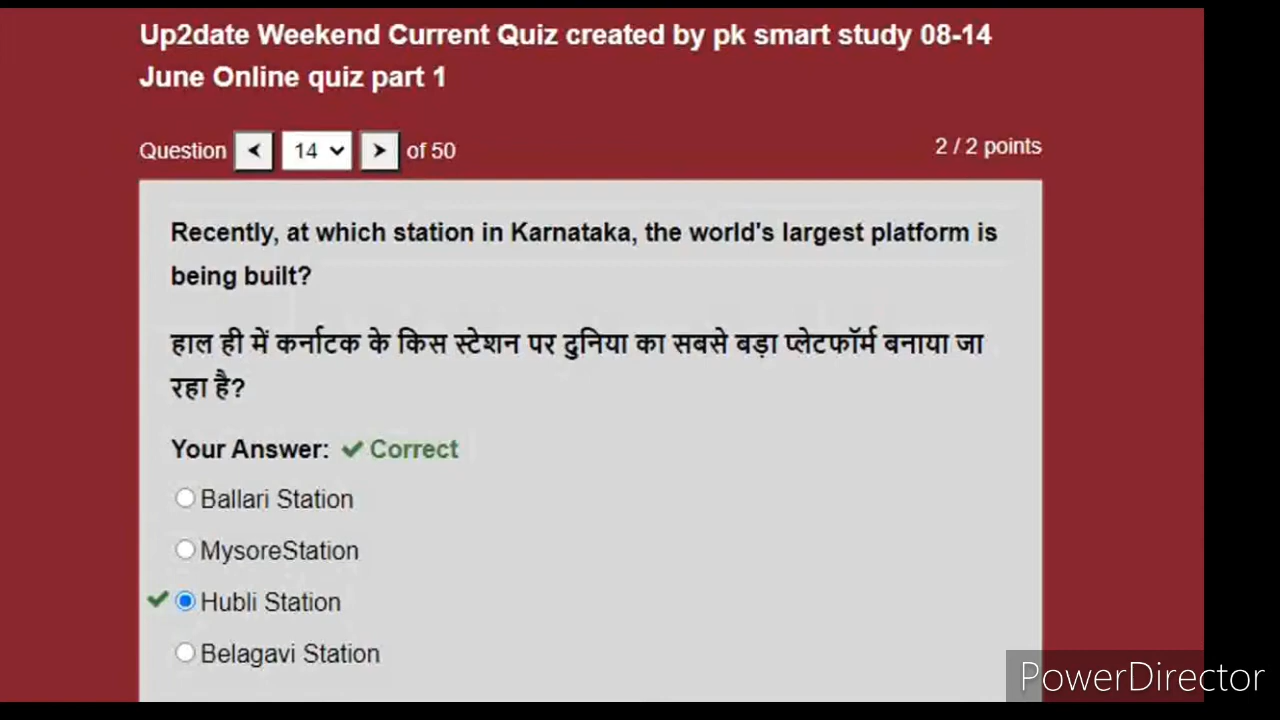 Up2date Weekend Current Quiz created by pk smart study 08-14
June Online quiz part 1
Question < 14 > of 50
2 / 2 points
Recently, at which station in Karnataka, the world's largest platform is
being built?
हाल ही में कर्नाटक के किस स्टेशन पर दुनिया का सबसे बड़ा प्लेटफॉर्म बनाया जा
रहा है?
Your Answer: ✔ Correct
Ballari Station
MysoreStation
Hubli Station
Belagavi Station
PowerDirector